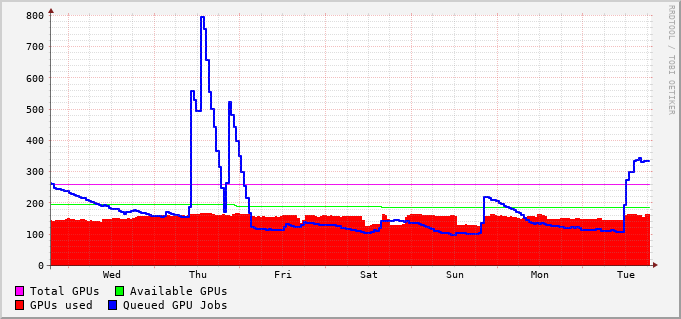 800
700
600
500
400
300
200
100
0
Wed Thu Fri Sat Sun Mon Tue
Total GPUs Available GPUs
GPUs used Queued GPU Jobs
RRDTOOL / TOBI OETIKER